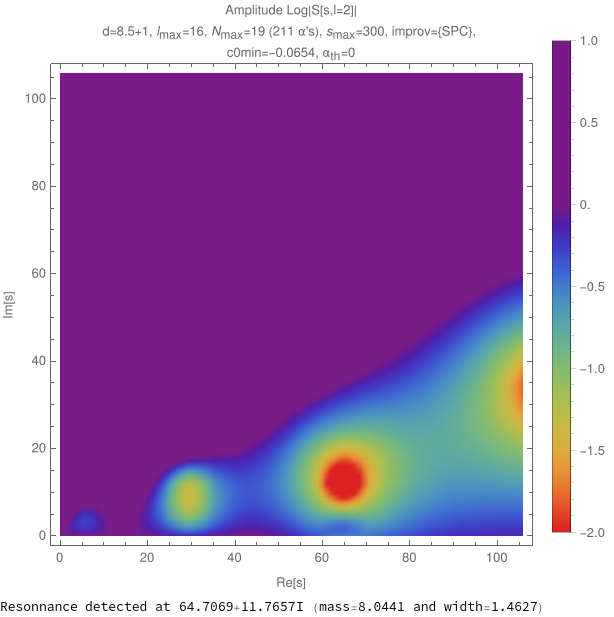 Amplitude Log|S[s,l=2]|
d=8.5+1, lmax=16, Nmax=19 (211 α's), smax=300, improv={SPC},
c0min=−0.0654, αth=0
1.0
0.5
0.
−0.5
−1.0
−1.5
−2.0
100
80
60
40
20
0
Im[s]
0 20 40 60 80 100
Re[s]
Resonnance detected at 64.7069+11.7657I (mass=8.0441 and width=1.4627)